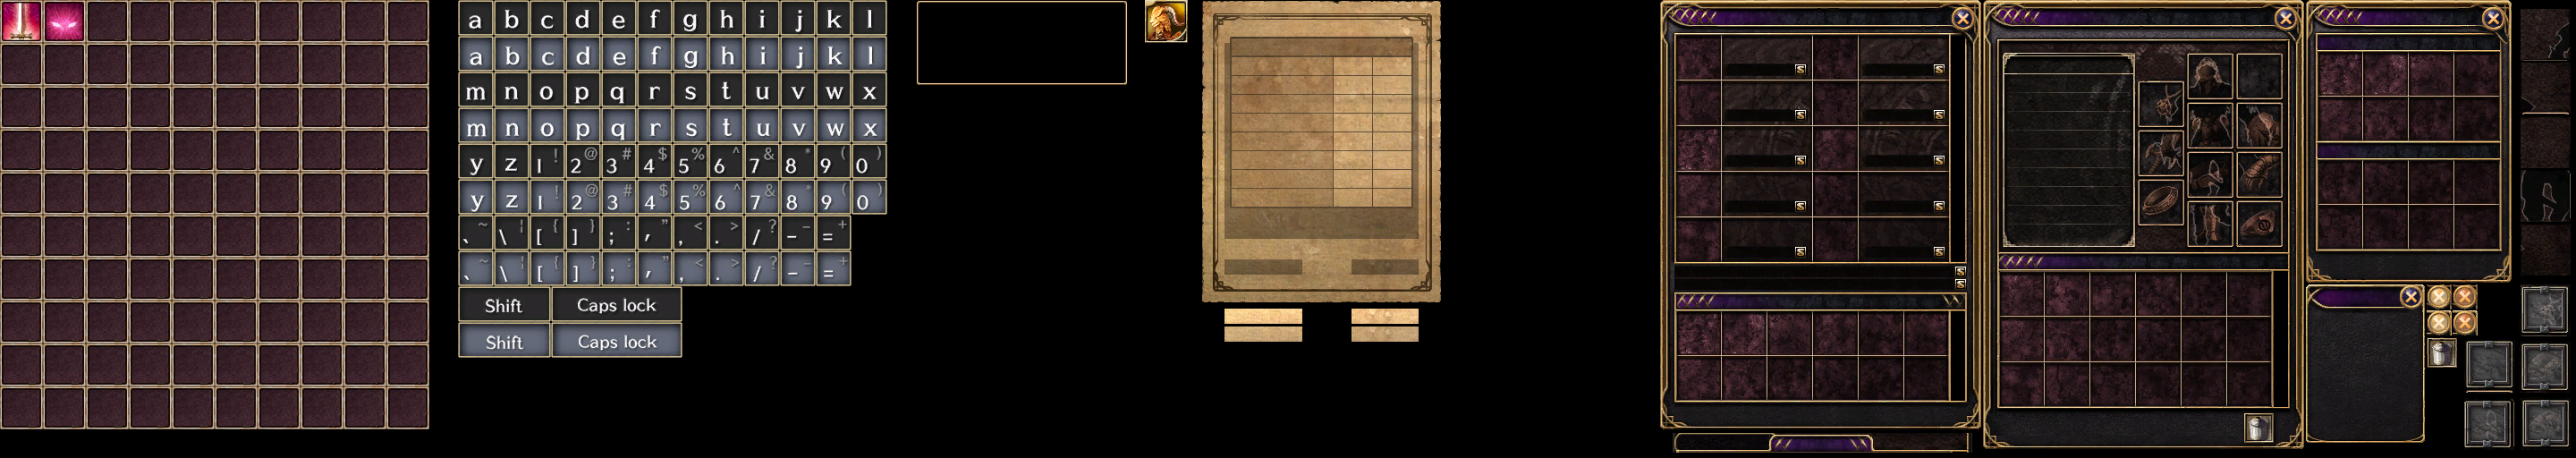 a b c d e f g h i j k l
a b c d e f g h i j k l
m n o p q r s t u v w x
m n o p q r s t u v w x
y z 1 ! 2 @ 3 # 4 $ 5 % 6 ^ 7 & 8 * 9 ( 0 )
y z 1 ! 2 @ 3 # 4 $ 5 % 6 ^ 7 & 8 * 9 ( 0 )
` ~ \ ¦ [ { ] } ; : ′ ” , < . > / ? - _ = +
` ~ \ ¦ [ { ] } ; : ′ ” , < . > / ? - _ = +
Shift Caps lock
Shift Caps lock
S S
S S
S S
S S
S S
S
S